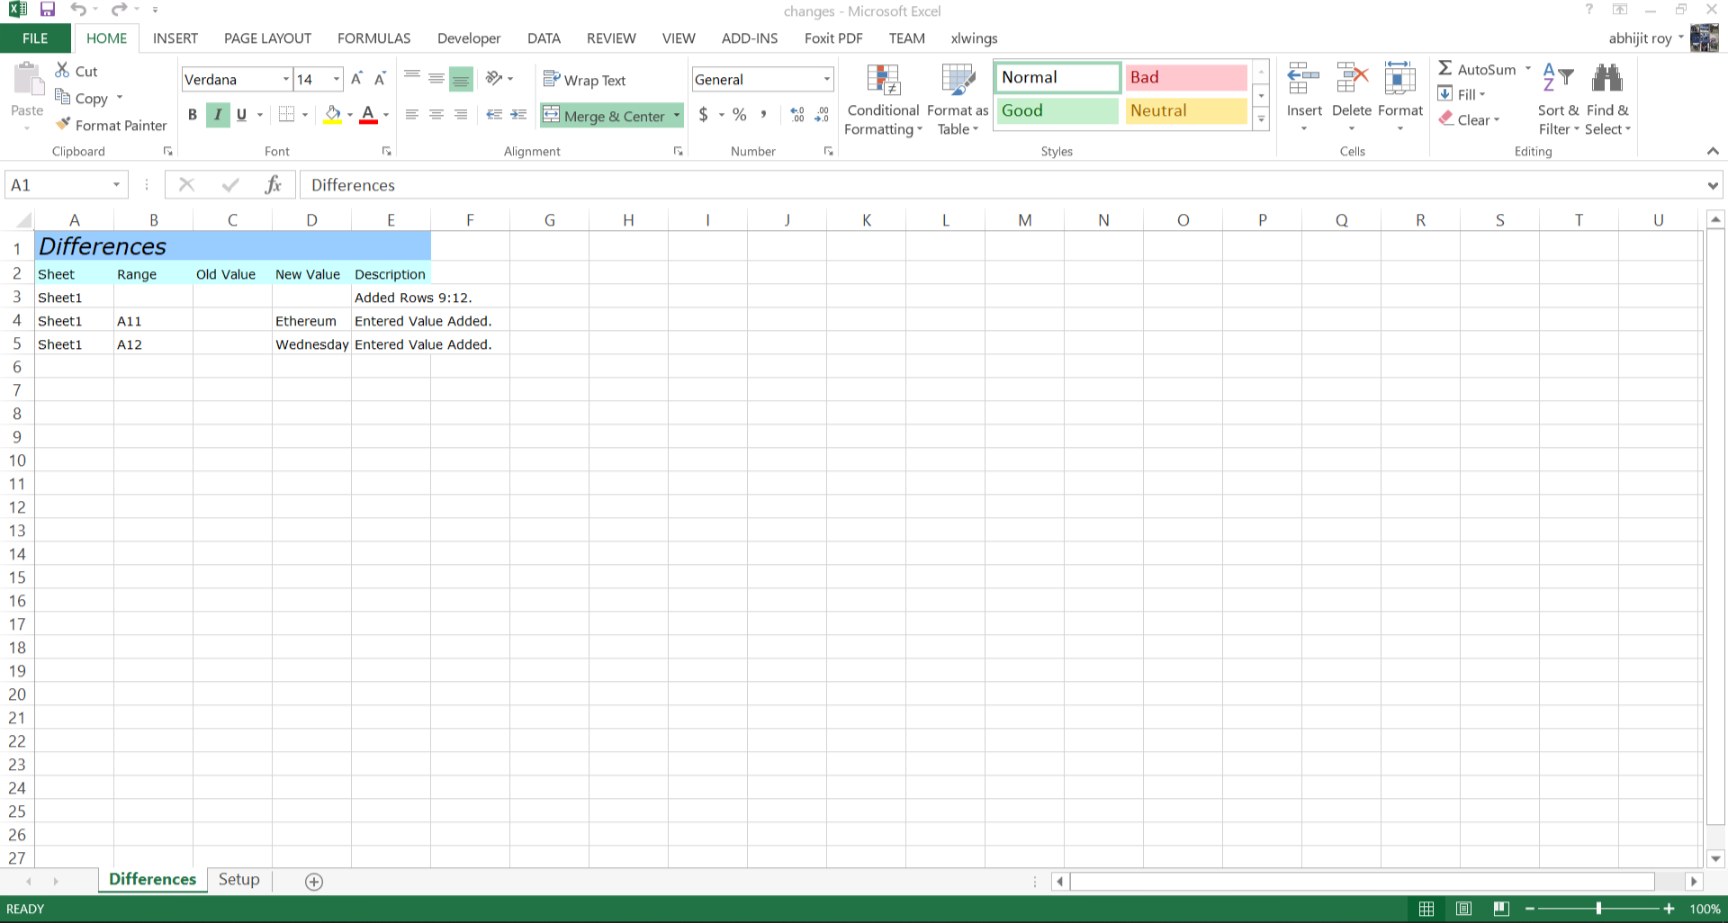 changes - Microsoft Excel
?
FILE HOME INSERT PAGE LAYOUT FORMULAS Developer DATA REVIEW VIEW ADD-INS Foxit PDF TEAM xlwings abhijit roy
Paste
Cut
Copy
Format Painter
Clipboard
Verdana 14
B I U
Font
Wrap Text
Merge & Center
Alignment
General
$ % ,
Number
Conditional Formatting
Format as Table
Normal Bad
Good Neutral
Styles
Insert Delete Format
Cells
AutoSum
Fill
Clear
Sort & Filter
Find & Select
Editing
A1 fx Differences
A B C D E F G H I J K L M N O P Q R S T U
1 Differences
2 Sheet Range Old Value New Value Description
3 Sheet1 Added Rows 9:12.
4 Sheet1 A11 Ethereum Entered Value Added.
5 Sheet1 A12 Wednesday Entered Value Added.
6
7
8
9
10
11
12
13
14
15
16
17
18
19
20
21
22
23
24
25
26
27
Differences Setup
READY 100%